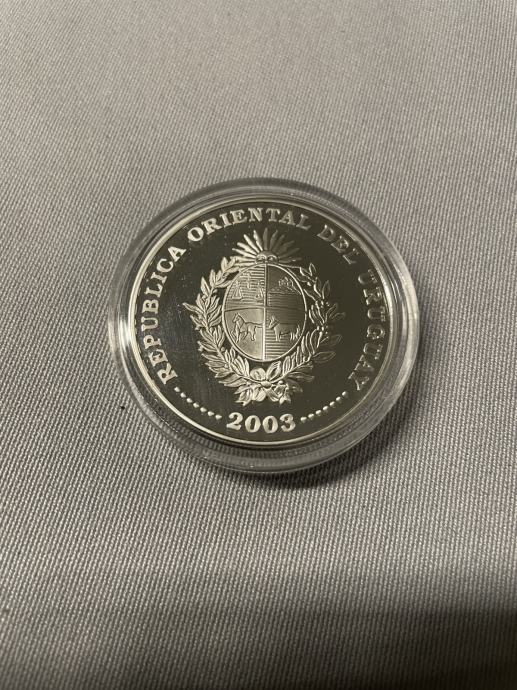 REPUBLICA ORIENTAL DEL URUGUAY
.......2003.......